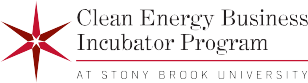 Clean Energy Business
Incubator Program
AT STONY BROOK UNIVERSITY